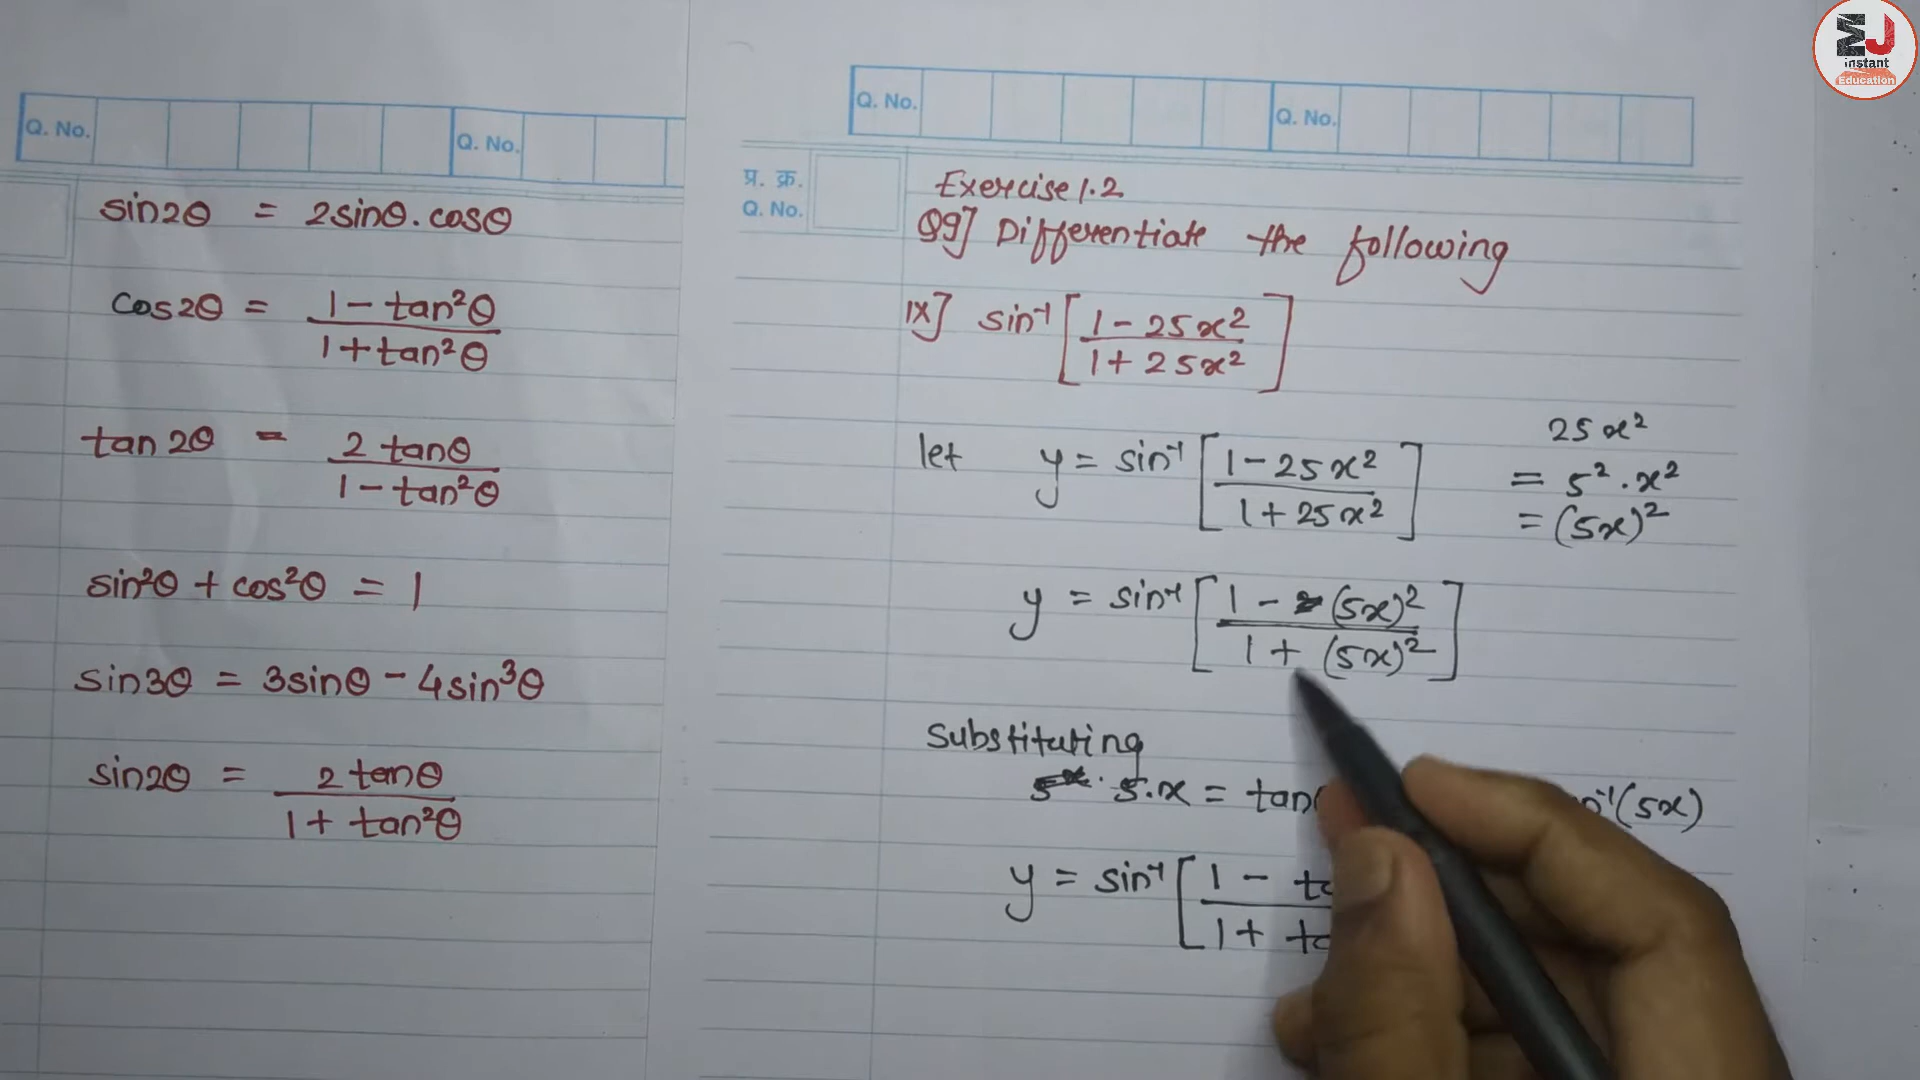 MJ
instant
Education
Q. No. Q. No.
sin2θ = 2sinθ.cosθ
cos2θ = 1 - tan²θ
1 + tan²θ
tan 2θ = 2 tanθ
1 - tan²θ
sin²θ + cos²θ = 1
sin3θ = 3sinθ - 4sin³θ
sin2θ = 2 tanθ
1 + tan²θ
Q. No. Q. No.
प्र. क्र.
Q. No.
Exercise 1.2
Q9] Differentiate the following
ix] sin⁻¹ [ 1 - 25x²
1 + 25x² ]
let y = sin⁻¹ [ 1 - 25x²
1 + 25x² ]
25x²
= 5² . x²
= (5x)²
y = sin⁻¹ [ 1 - (5x)²
1 + (5x)² ]
Substituting
5.x = tan (5x)
y = sin⁻¹ [ 1 -
1 +